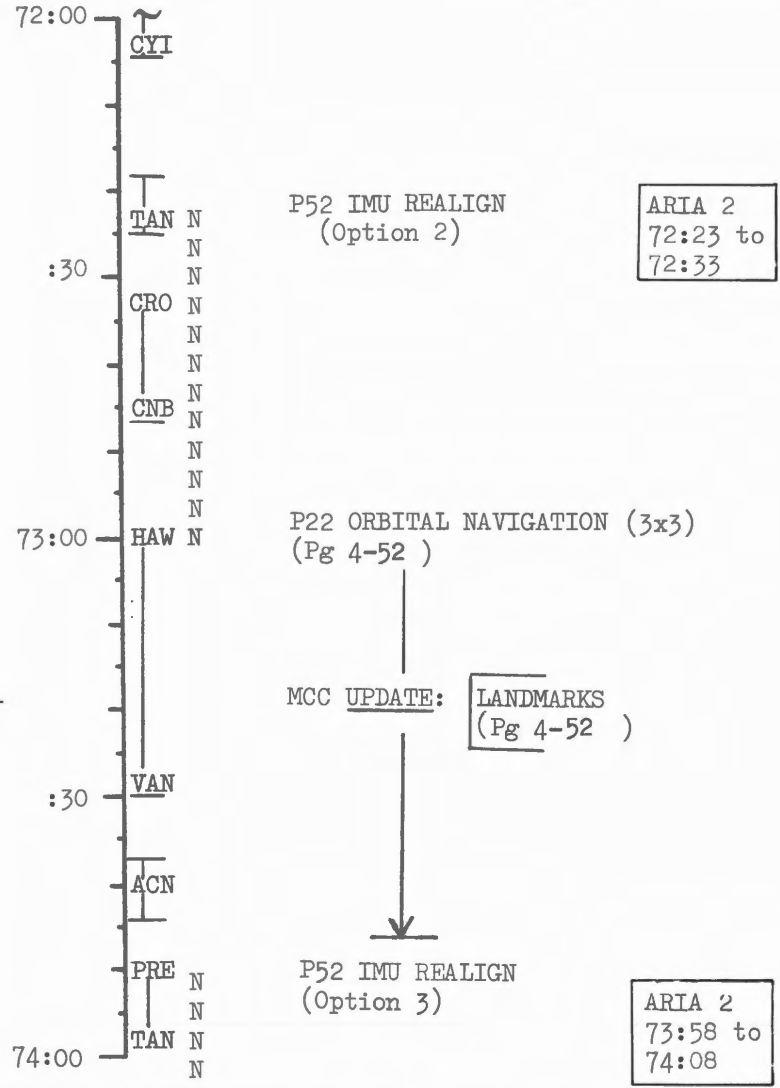 72:00
CYI
TAN N
P52 IMU REALIGN
(Option 2)
ARIA 2
72:23 to
72:33
N
:30 N
CRO N
N
N
N
CNB N
N
N
N
73:00 HAW N
P22 ORBITAL NAVIGATION (3x3)
(Pg 4-52 )
MCC UPDATE: LANDMARKS
(Pg 4-52 )
VAN
:30
ACN
PRE N
P52 IMU REALIGN
(Option 3)
N
TAN N
74:00 N
ARIA 2
73:58 to
74:08